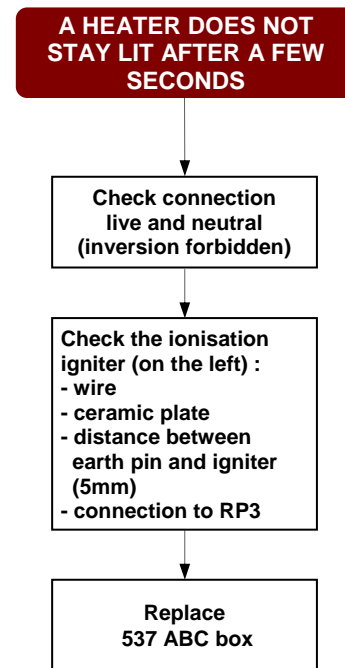 A HEATER DOES NOT
STAY LIT AFTER A FEW
SECONDS
Check connection
live and neutral
(inversion forbidden)
Check the ionisation
igniter (on the left) :
- wire
- ceramic plate
- distance between
earth pin and igniter
(5mm)
- connection to RP3
Replace
537 ABC box